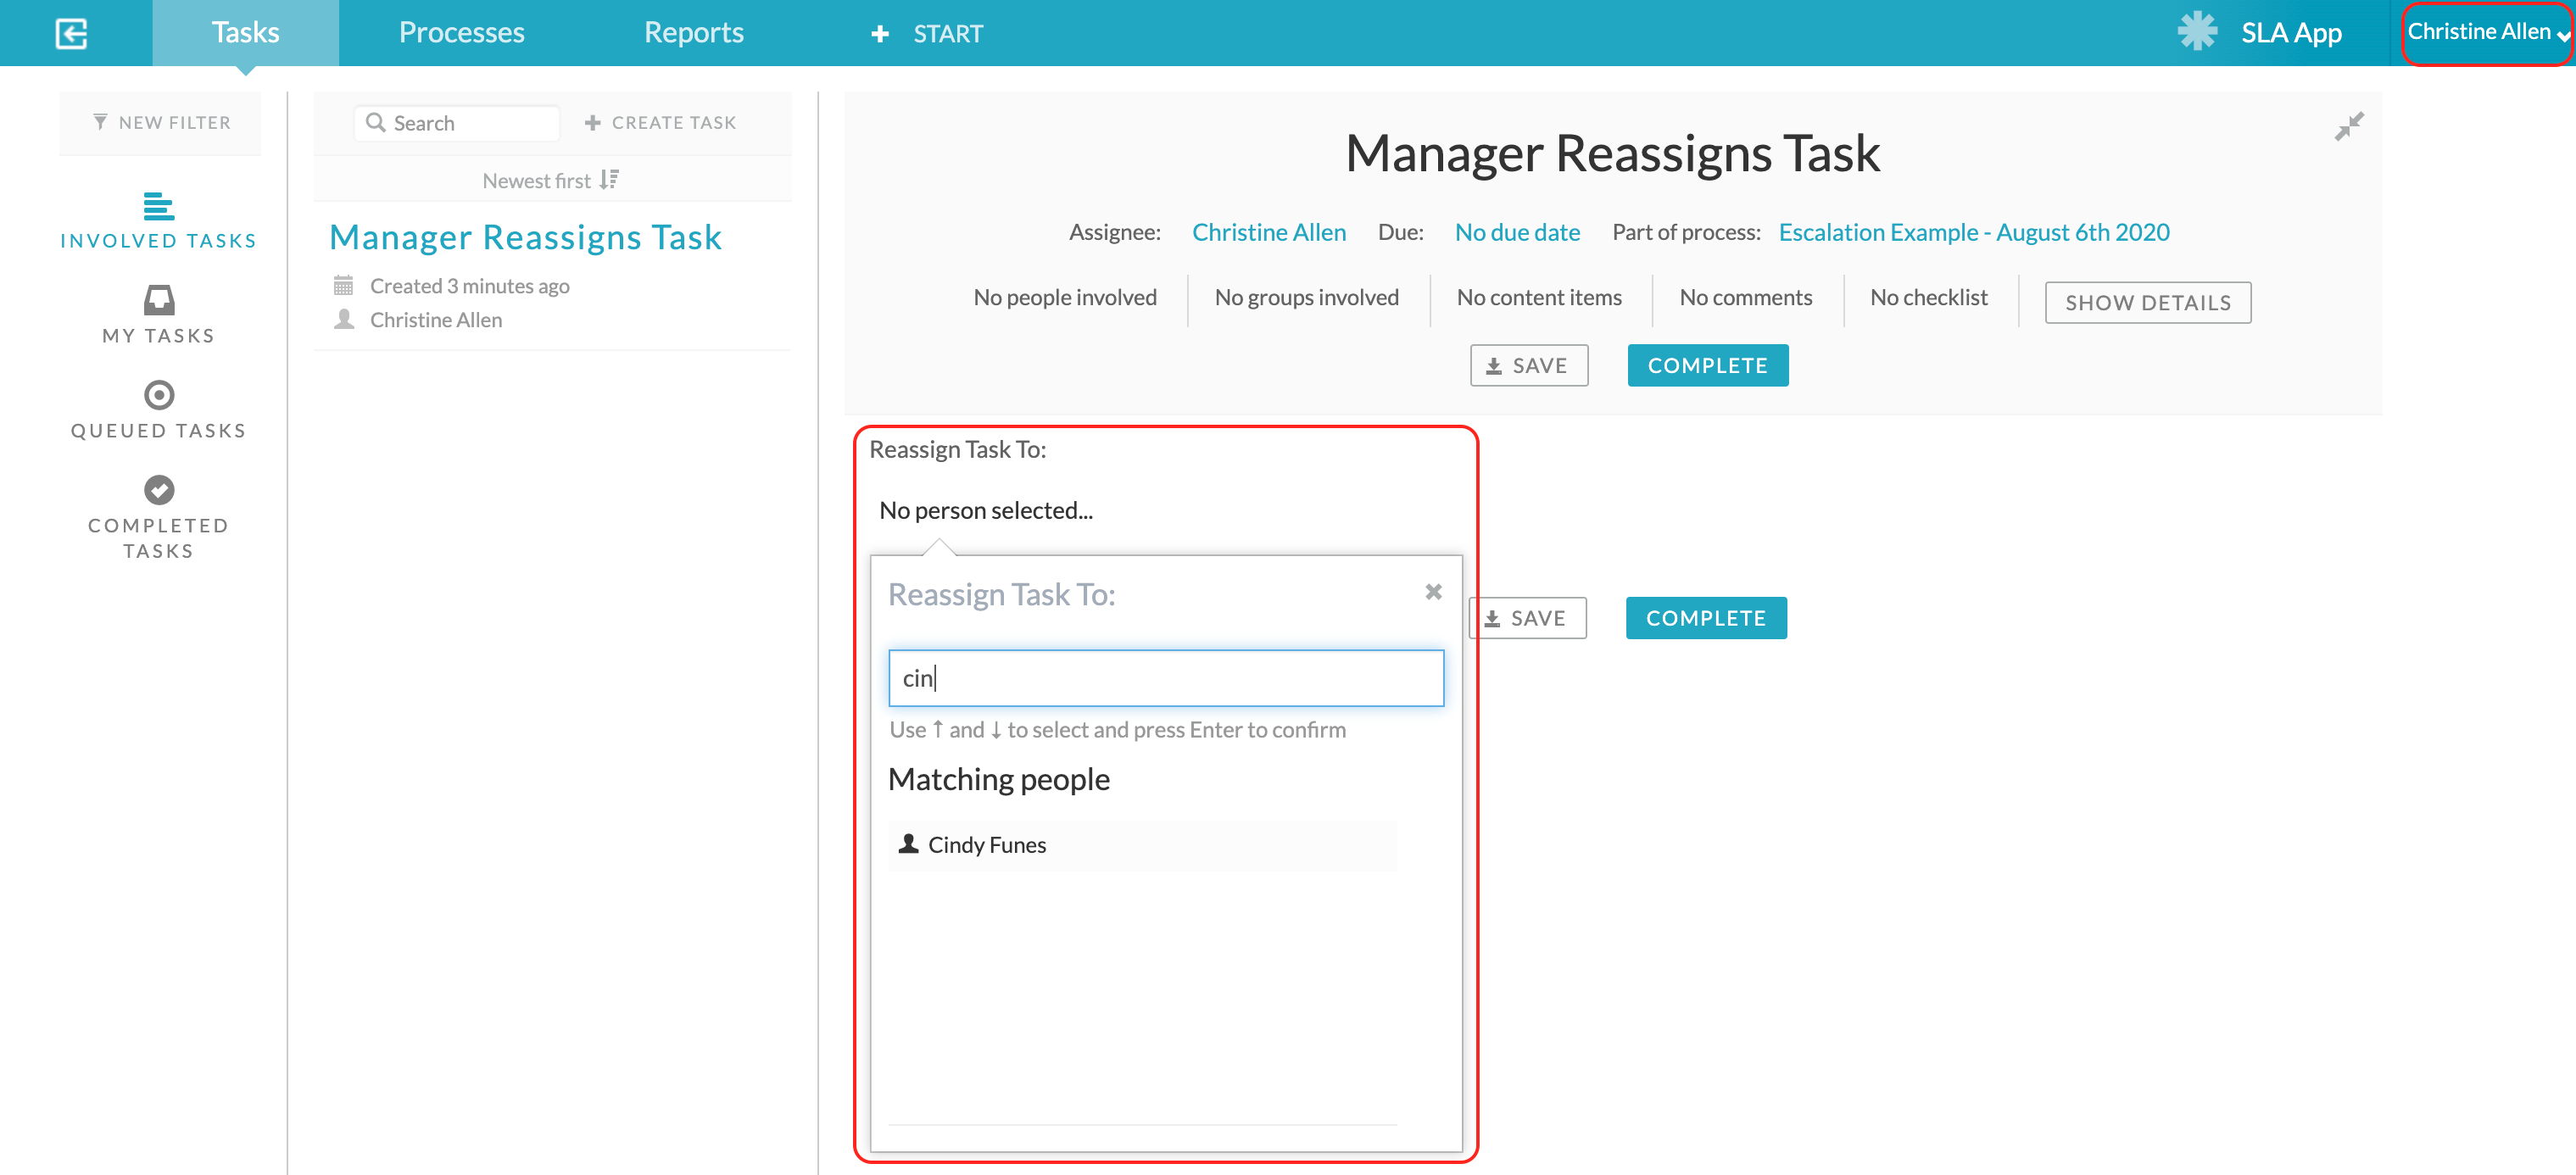 Tasks
Processes
Reports
START
SLA App
Christine Allen
NEW FILTER
INVOLVED TASKS
MY TASKS
QUEUED TASKS
COMPLETED
TASKS
Search
CREATE TASK
Newest first
Manager Reassigns Task
Created 3 minutes ago
Christine Allen
Manager Reassigns Task
Assignee: Christine Allen Due: No due date Part of process: Escalation Example - August 6th 2020
No people involved
No groups involved
No content items
No comments
No checklist
SHOW DETAILS
SAVE
COMPLETE
Reassign Task To:
No person selected...
Reassign Task To:
cin
Use ↑ and ↓ to select and press Enter to confirm
Matching people
Cindy Funes
SAVE
COMPLETE